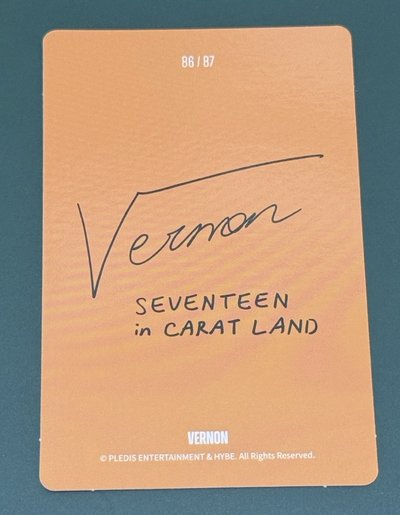 86 / 87
Vernon
SEVENTEEN
in CARAT LAND
VERNON
© PLEDIS ENTERTAINMENT & HYBE. All Rights Reserved.